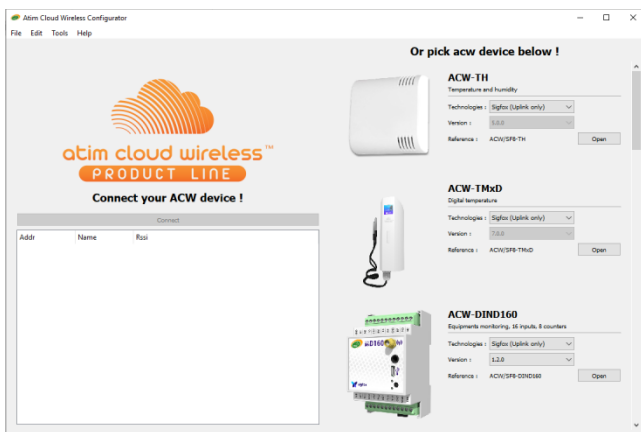 Atim Cloud Wireless Configurator
File Edit Tools Help
atim cloud wireless™
PRODUCT LINE
Connect your ACW device !
Connect
Addr Name Rssi
Or pick acw device below !
ACW-TH
Temperature and humidity
Technologies : Sigfox (Uplink only)
Version : 5.0.0
Reference : ACW/SF8-TH Open
ACW-TMxD
Digital temperature
Technologies : Sigfox (Uplink only)
Version : 7.0.0
Reference : ACW/SF8-TMxD Open
ACW-DIND160
Equipments monitoring, 16 inputs, 8 counters
Technologies : Sigfox (Uplink only)
Version : 1.2.0
Reference : ACW/SF8-DIND160 Open